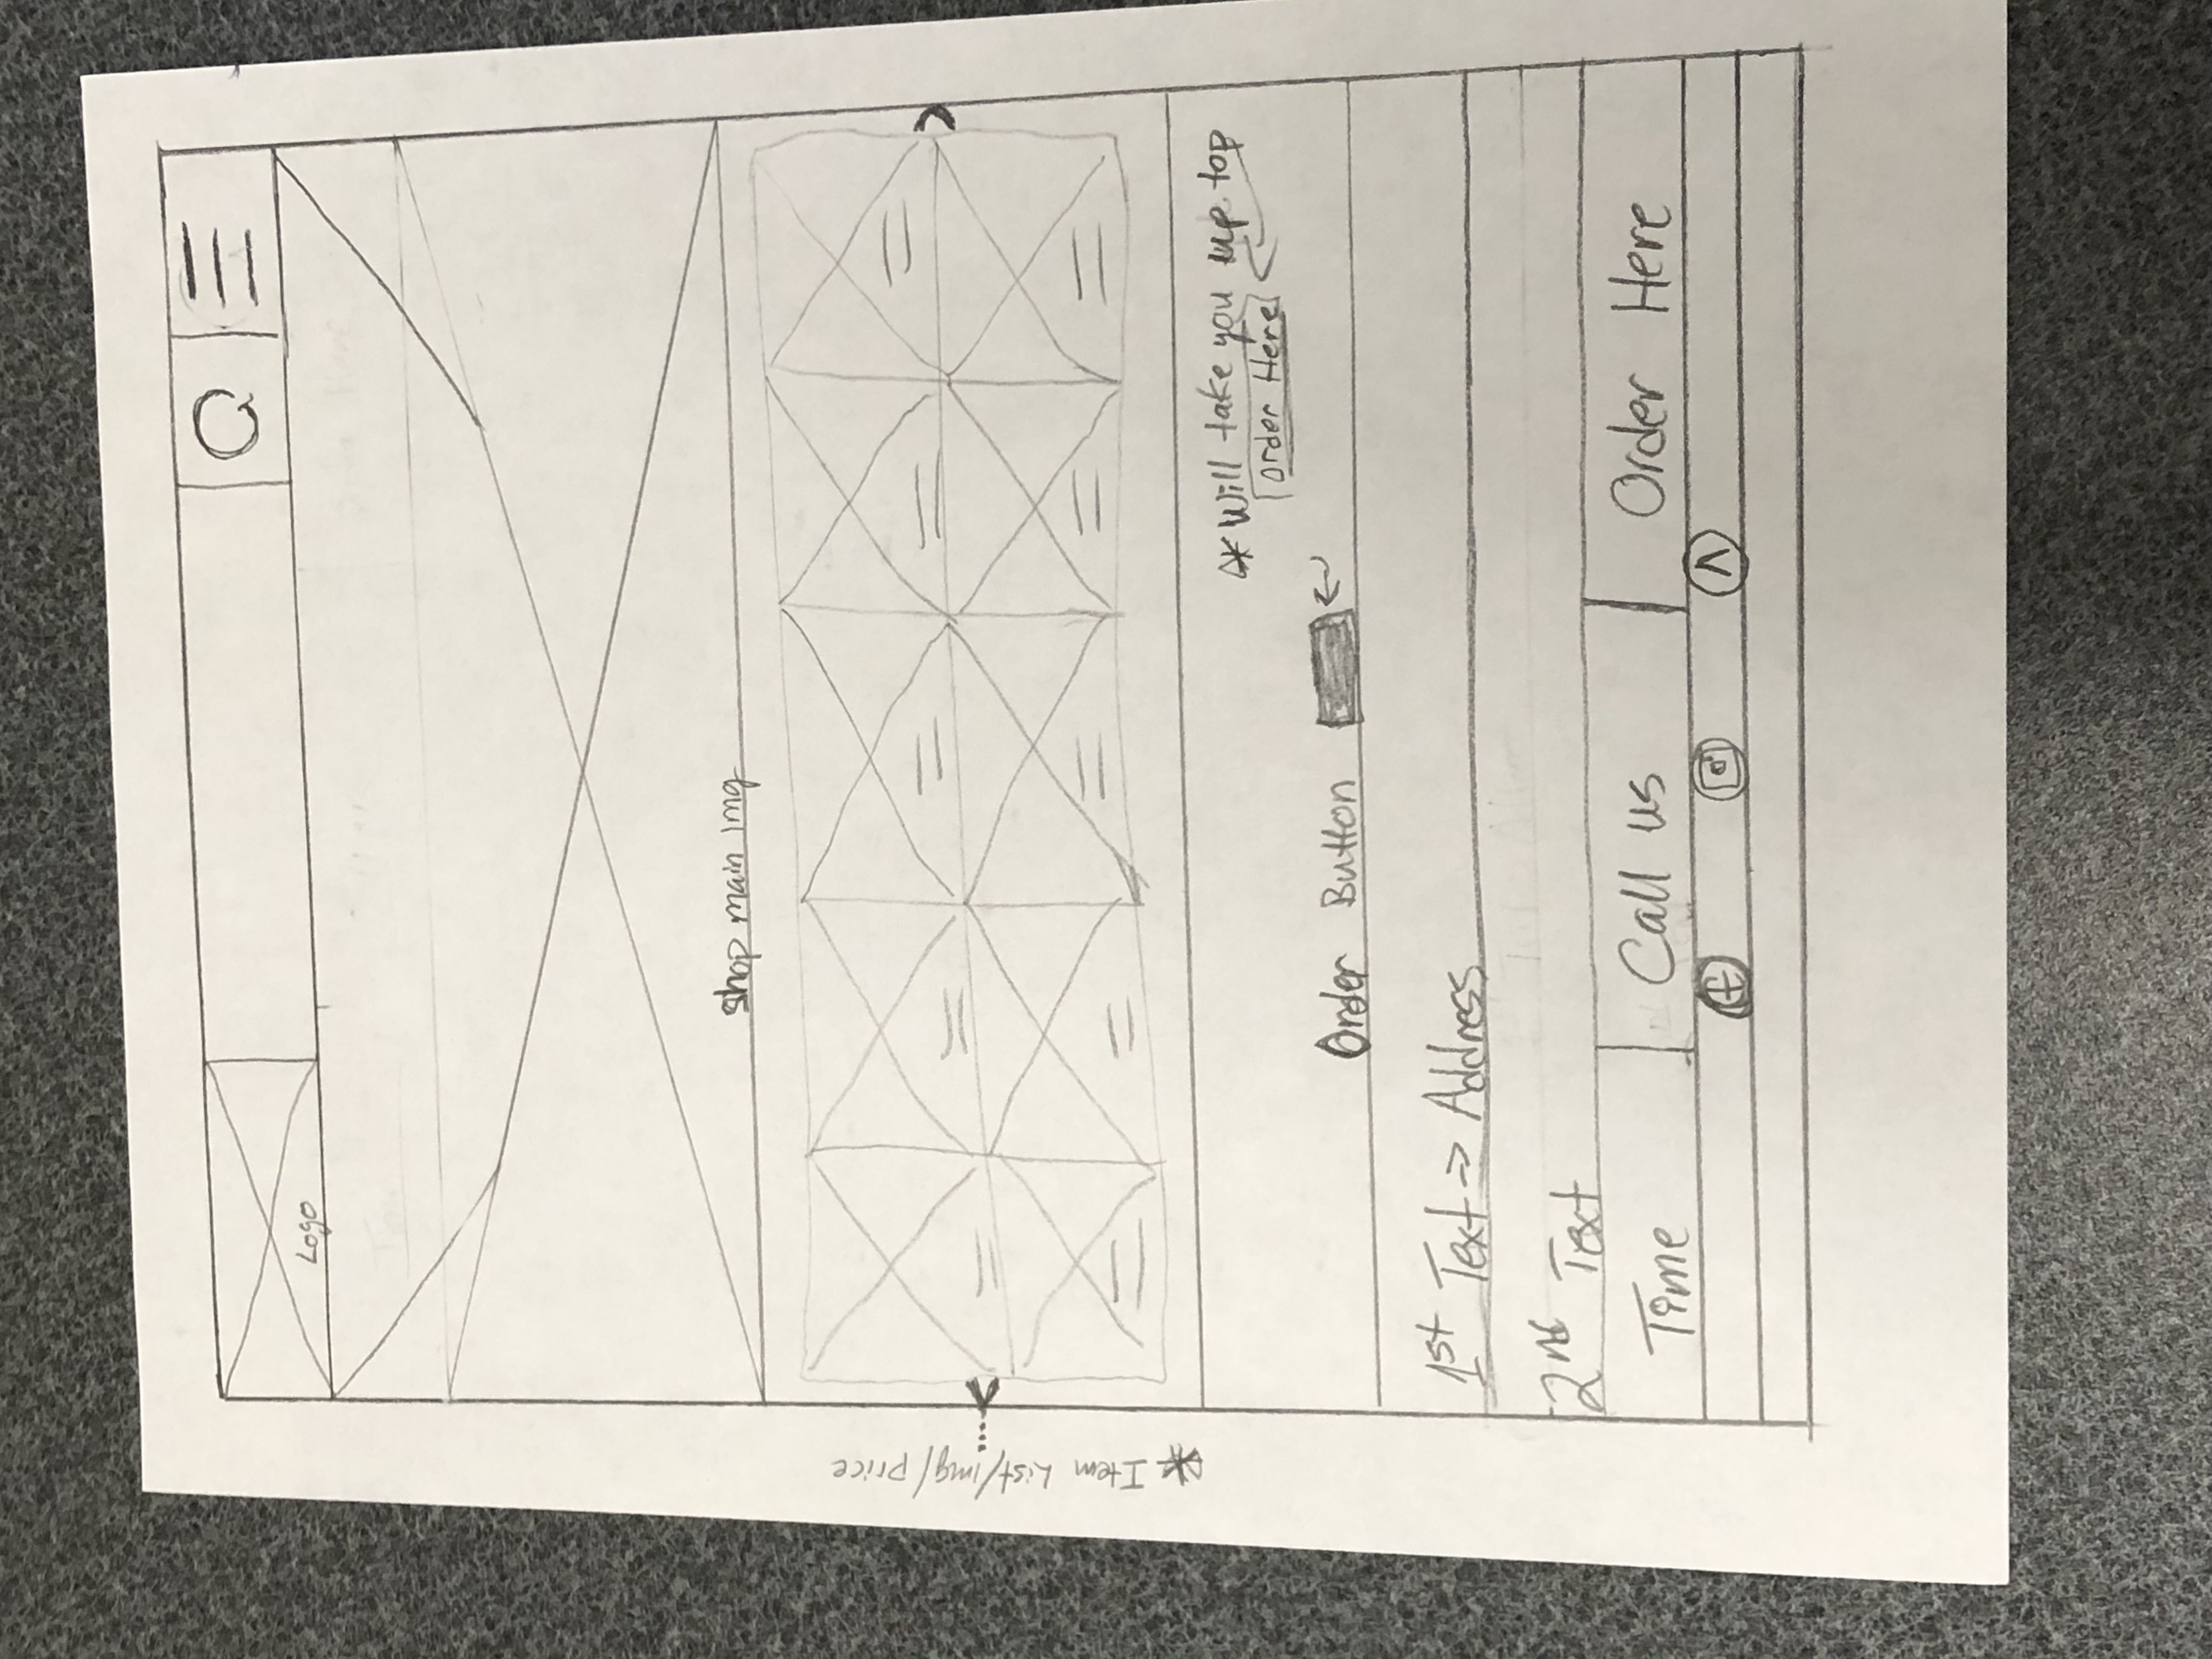 Logo
shop main img
* Item List/img/price
* Will take you up top
Order Here
Order Button
1st Text => Address
2nd Text
Time
Call us
Order Here